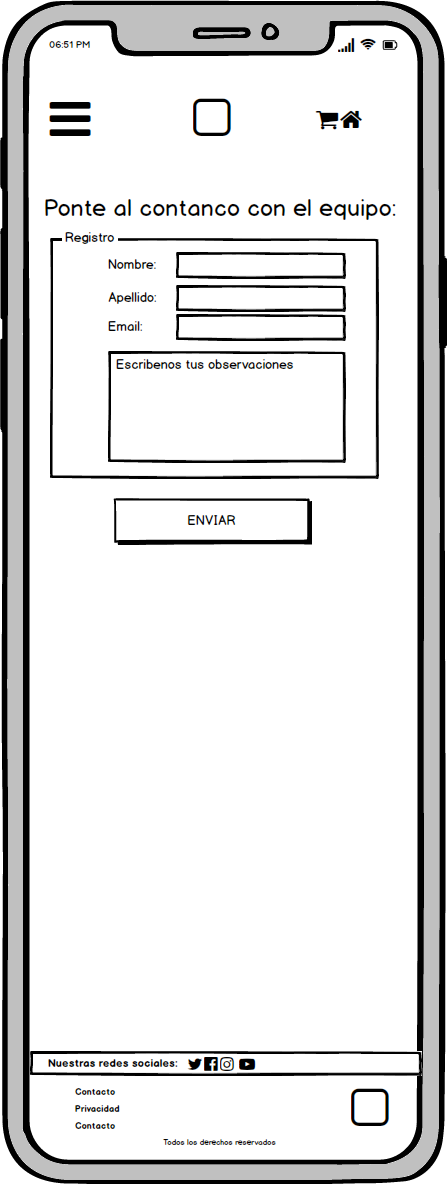 06:51 PM
Ponte al contanco con el equipo:
Registro
Nombre:
Apellido:
Email:
Escribenos tus observaciones
ENVIAR
Nuestras redes sociales:
Contacto
Privacidad
Contacto
Todos los derechos reservados